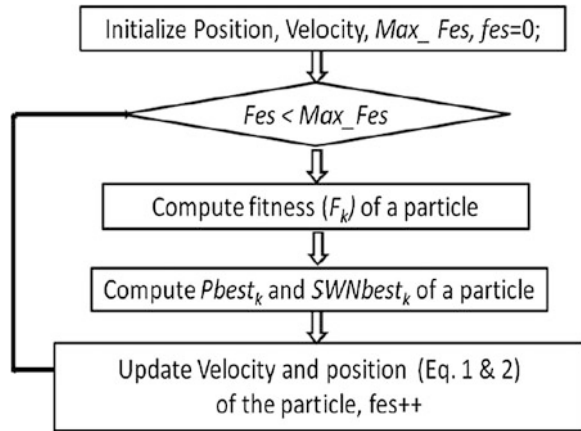 Initialize Position, Velocity, Max_ Fes, fes=0;
Fes < Max_Fes
Compute fitness (Fk) of a particle
Compute Pbestk and SWNbestk of a particle
Update Velocity and position (Eq. 1 & 2)
of the particle, fes++